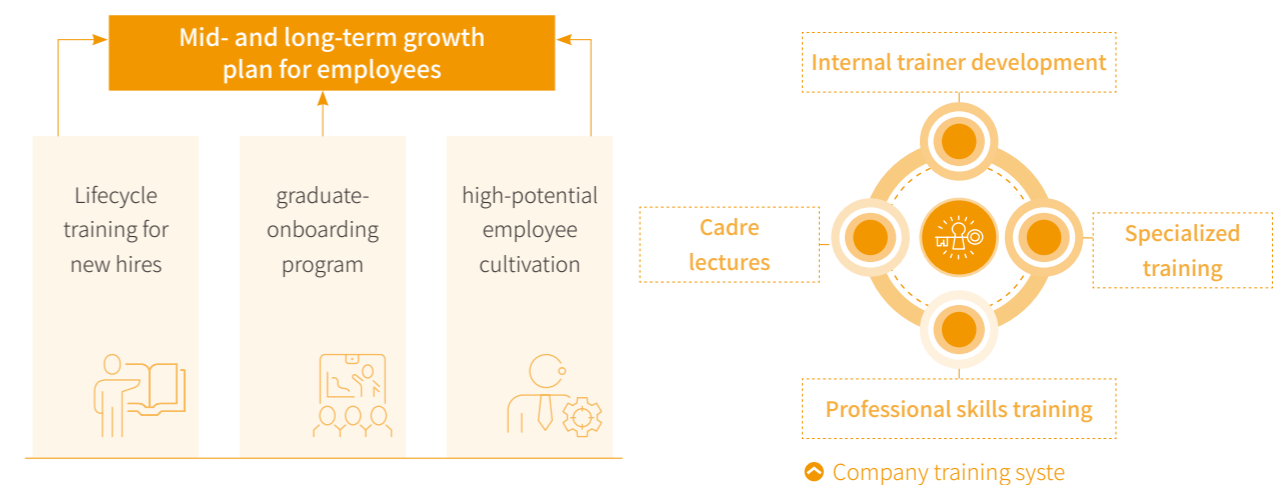 Mid- and long-term growth
plan for employees
Lifecycle
training for
new hires
graduate-
onboarding
program
high-potential
employee
cultivation
Internal trainer development
Cadre
lectures
Specialized
training
Professional skills training
Company training syste